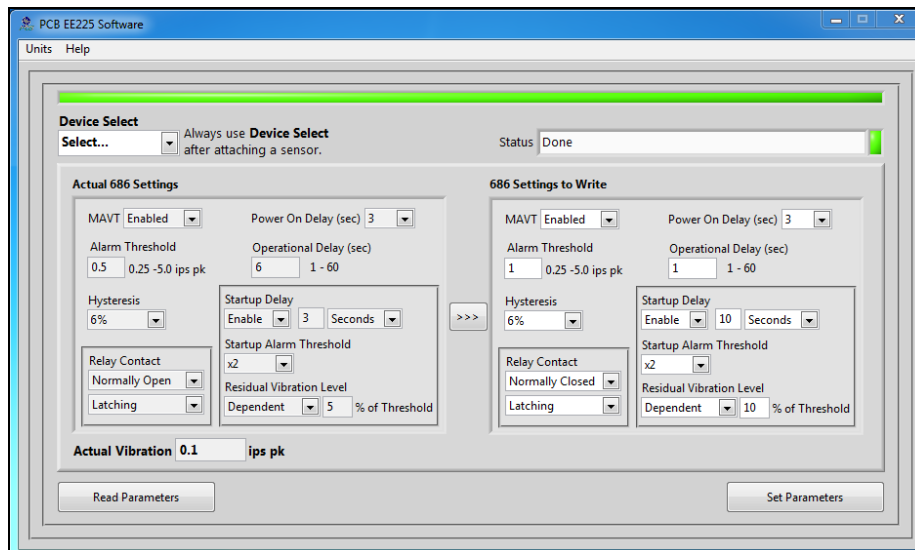 PCB EE225 Software
Units Help
Device Select
Select...
Always use Device Select
after attaching a sensor.
Status Done
Actual 686 Settings
MAVT Enabled
Power On Delay (sec) 3
Alarm Threshold
0.5 0.25 -5.0 ips pk
Operational Delay (sec)
6 1 - 60
Hysteresis
6%
Startup Delay
Enable 3 Seconds
Startup Alarm Threshold
x2
Residual Vibration Level
Dependent 5 % of Threshold
Relay Contact
Normally Open
Latching
Actual Vibration 0.1 ips pk
>>>
686 Settings to Write
MAVT Enabled
Power On Delay (sec) 3
Alarm Threshold
1 0.25 -5.0 ips pk
Operational Delay (sec)
1 1 - 60
Hysteresis
6%
Startup Delay
Enable 10 Seconds
Startup Alarm Threshold
x2
Residual Vibration Level
Dependent 10 % of Threshold
Relay Contact
Normally Closed
Latching
Read Parameters
Set Parameters